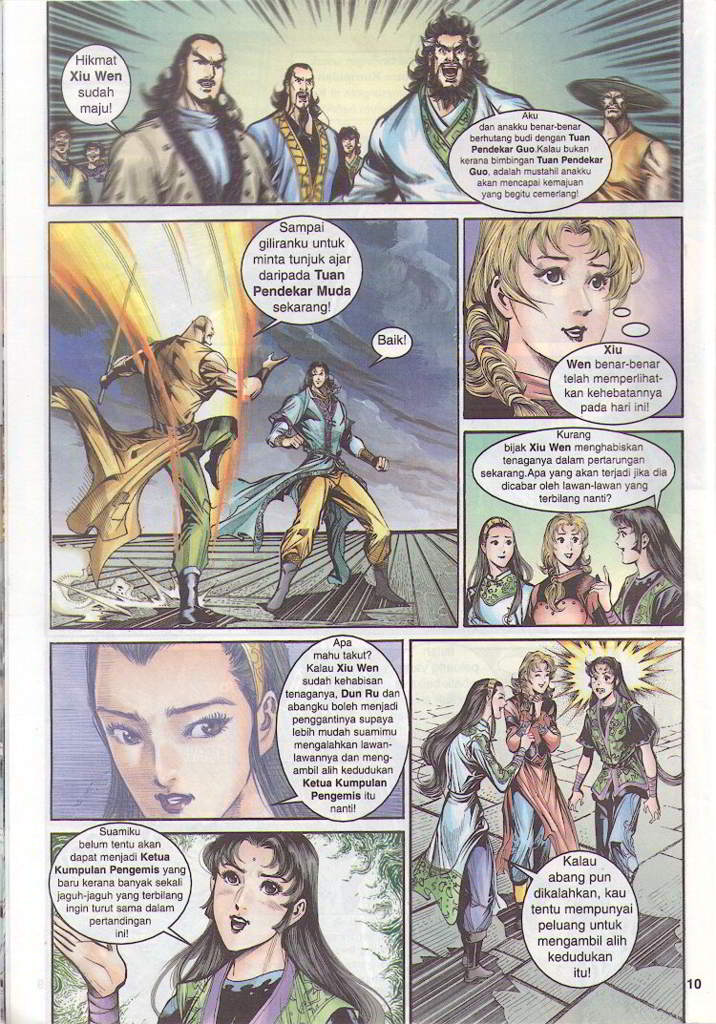 Hikmat
Xiu Wen
sudah
maju!
Aku
dan anakku benar-benar
berhutang budi dengan Tuan
Pendekar Guo.Kalau bukan
kerana bimbingan Tuan Pendekar
Guo, adalah mustahil anakku
akan mencapai kemajuan
yang begitu cemerlang!
Sampai
giliranku untuk
minta tunjuk ajar
daripada Tuan
Pendekar Muda
sekarang!
Baik!
Xiu
Wen benar-benar
telah memperlihat-
kan kehebatannya
pada hari ini!
Kurang
bijak Xiu Wen menghabiskan
tenaganya dalam pertarungan
sekarang.Apa yang akan terjadi jika dia
dicabar oleh lawan-lawan yang
terbilang nanti?
Apa
mahu takut?
Kalau Xiu Wen
sudah kehabisan
tenaganya, Dun Ru dan
abangku boleh menjadi
penggantinya supaya
lebih mudah suamimu
mengalahkan lawan-
lawannya dan meng-
ambil alih kedudukan
Ketua Kumpulan
Pengemis itu
nanti!
Suamiku
belum tentu akan
dapat menjadi Ketua
Kumpulan Pengemis yang
baru kerana banyak sekali
jaguh-jaguh yang terbilang
ingin turut sama dalam
pertandingan
ini!
Kalau
abang pun
dikalahkan, kau
tentu mempunyai
peluang untuk
mengambil alih
kedudukan
itu!
10